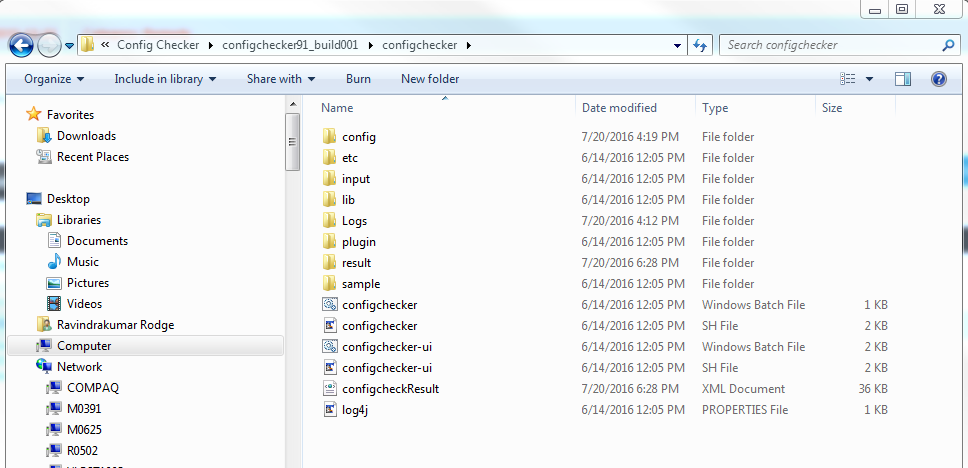 « Config Checker ▸ configchecker91_build001 ▸ configchecker ▸
Search configchecker
Organize Include in library Share with Burn New folder
Favorites
Downloads
Recent Places
Desktop
Libraries
Documents
Music
Pictures
Videos
Ravindrakumar Rodge
Computer
Network
COMPAQ
M0391
M0625
R0502
Name Date modified Type Size
config 7/20/2016 4:19 PM File folder
etc 6/14/2016 12:05 PM File folder
input 6/14/2016 12:05 PM File folder
lib 6/14/2016 12:05 PM File folder
Logs 7/20/2016 4:12 PM File folder
plugin 6/14/2016 12:05 PM File folder
result 7/20/2016 6:28 PM File folder
sample 6/14/2016 12:05 PM File folder
configchecker 6/14/2016 12:05 PM Windows Batch File 1 KB
configchecker 6/14/2016 12:05 PM SH File 2 KB
configchecker-ui 6/14/2016 12:05 PM Windows Batch File 2 KB
configchecker-ui 6/14/2016 12:05 PM SH File 2 KB
configcheckResult 7/20/2016 6:28 PM XML Document 36 KB
log4j 6/14/2016 12:05 PM PROPERTIES File 1 KB